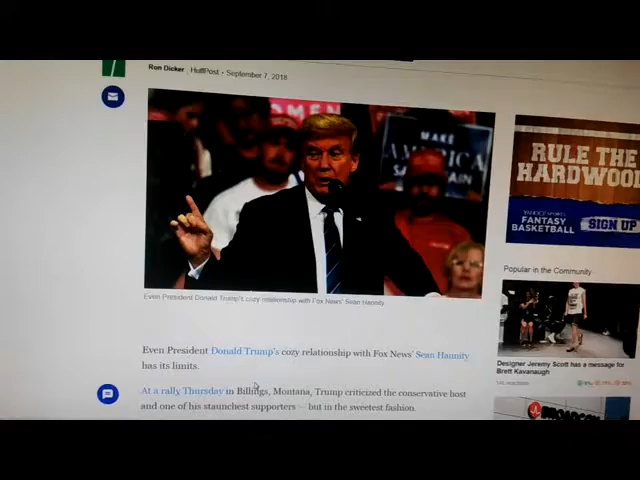 Ron Dicker, HuffPost • September 7, 2018
MAKE
AMERICA
RULE THE
HARDWOOD
YAHOO! SPORTS
FANTASY
BASKETBALL
SIGN UP
Popular in the Community
Even President Donald Trump's cozy relationship with Fox News' Sean Hannity
Even President Donald Trump's cozy relationship with Fox News' Sean Hannity
has its limits.
Designer Jeremy Scott has a message for
Brett Kavanaugh
At a rally Thursday in Billings, Montana, Trump criticized the conservative host
and one of his staunchest supporters — but in the sweetest fashion.